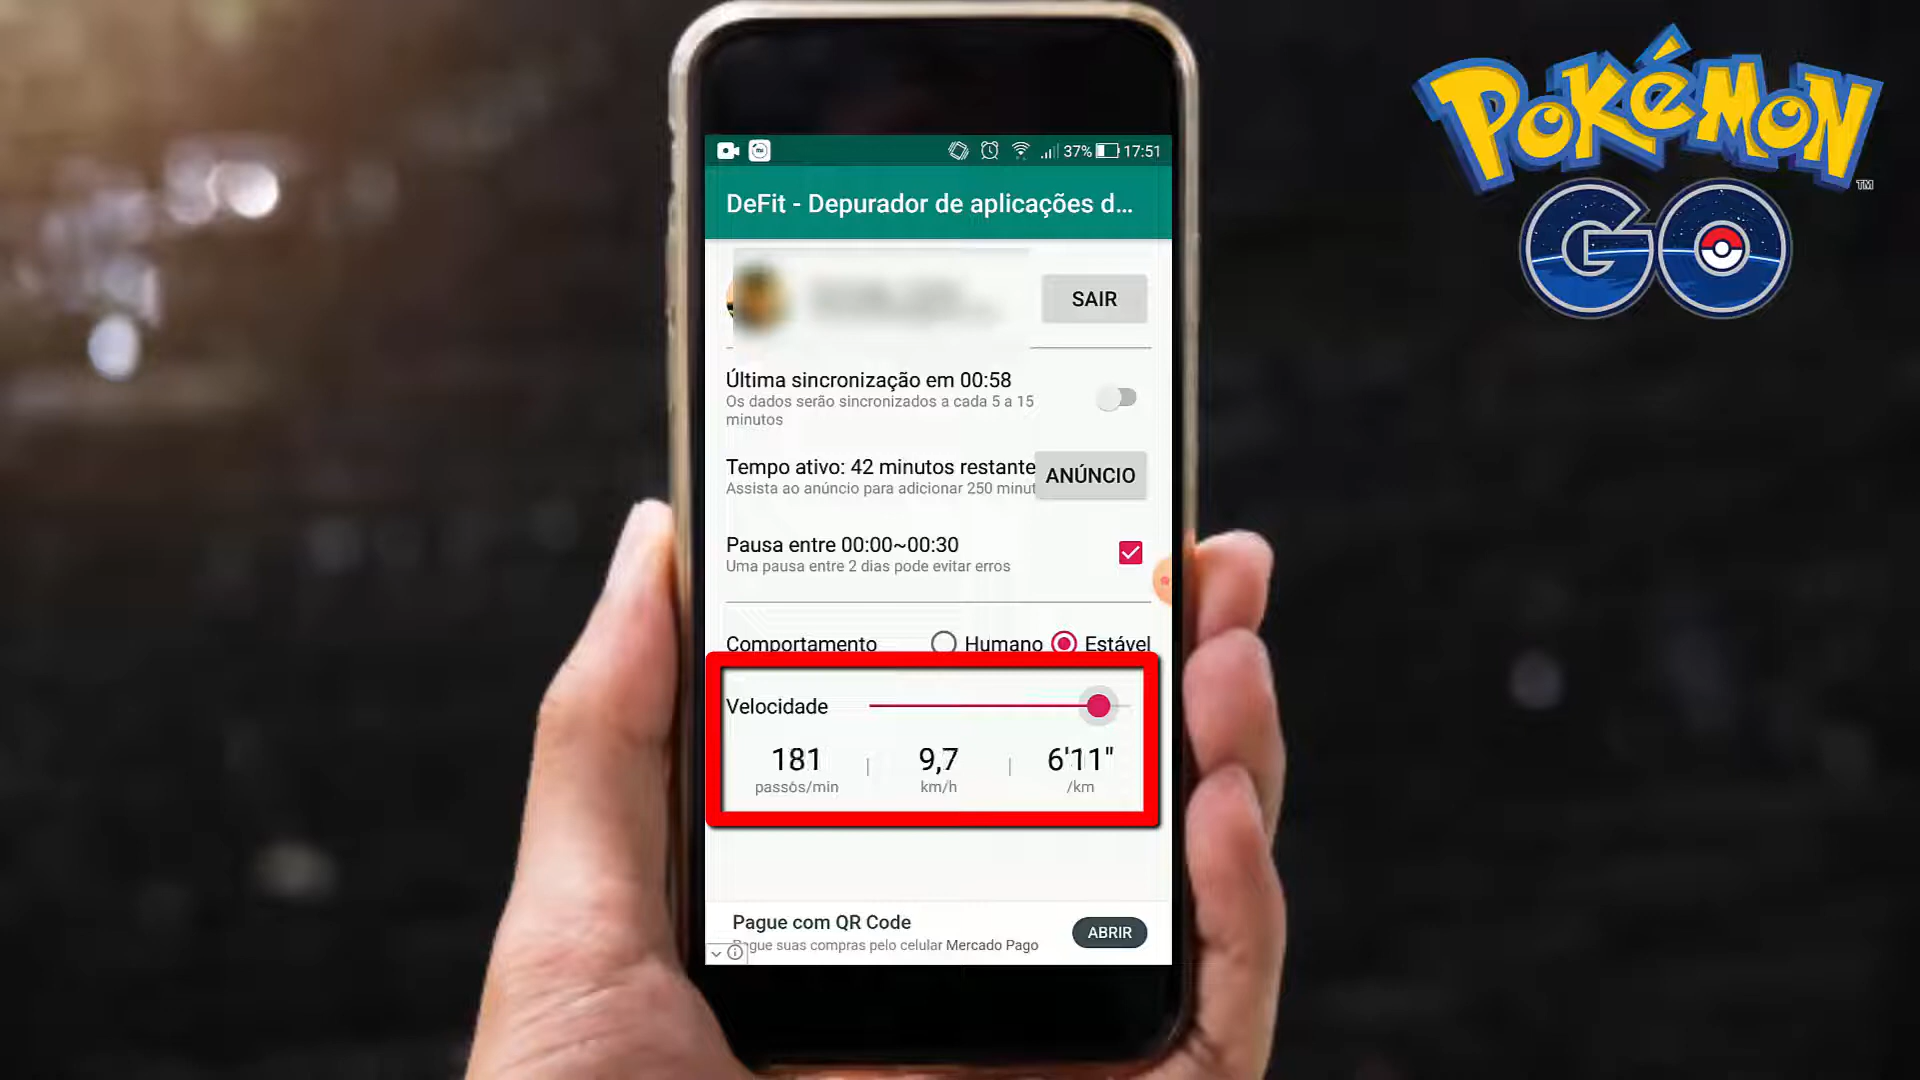 POKÉMON
GO
TM
37% 17:51
DeFit - Depurador de aplicações d...
SAIR
Última sincronização em 00:58
Os dados serão sincronizados a cada 5 a 15
minutos
Tempo ativo: 42 minutos restante
Assista ao anúncio para adicionar 250 minut
ANÚNCIO
Pausa entre 00:00~00:30
Uma pausa entre 2 dias pode evitar erros
Comportamento Humano Estável
Velocidade
181 | 9,7 | 6'11"
passos/min km/h /km
Pague com QR Code
ague suas compras pelo celular Mercado Pago
ABRIR